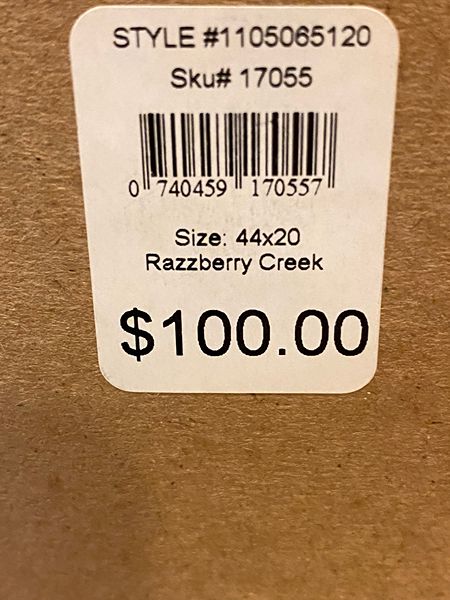 STYLE #1105065120
Sku# 17055
0 740459 170557
Size: 44x20
Razzberry Creek
$100.00